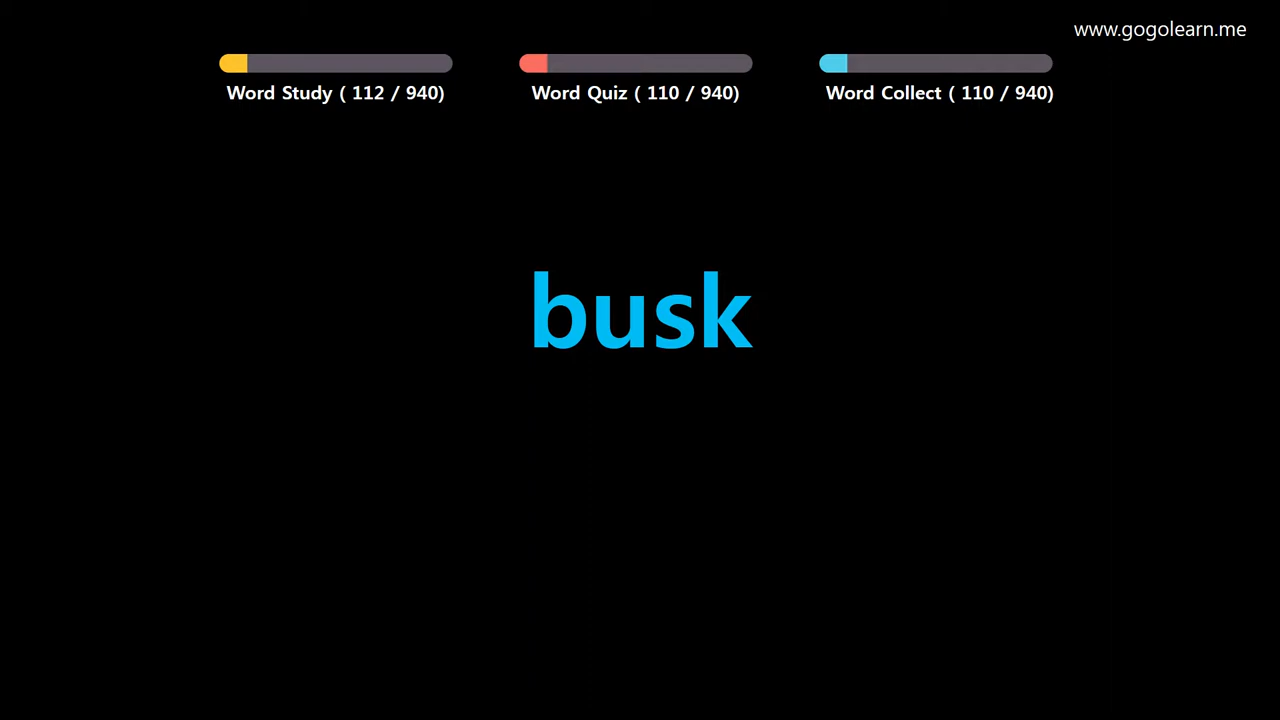 www.gogolearn.me
Word Study ( 112 / 940)
Word Quiz ( 110 / 940)
Word Collect ( 110 / 940)
busk